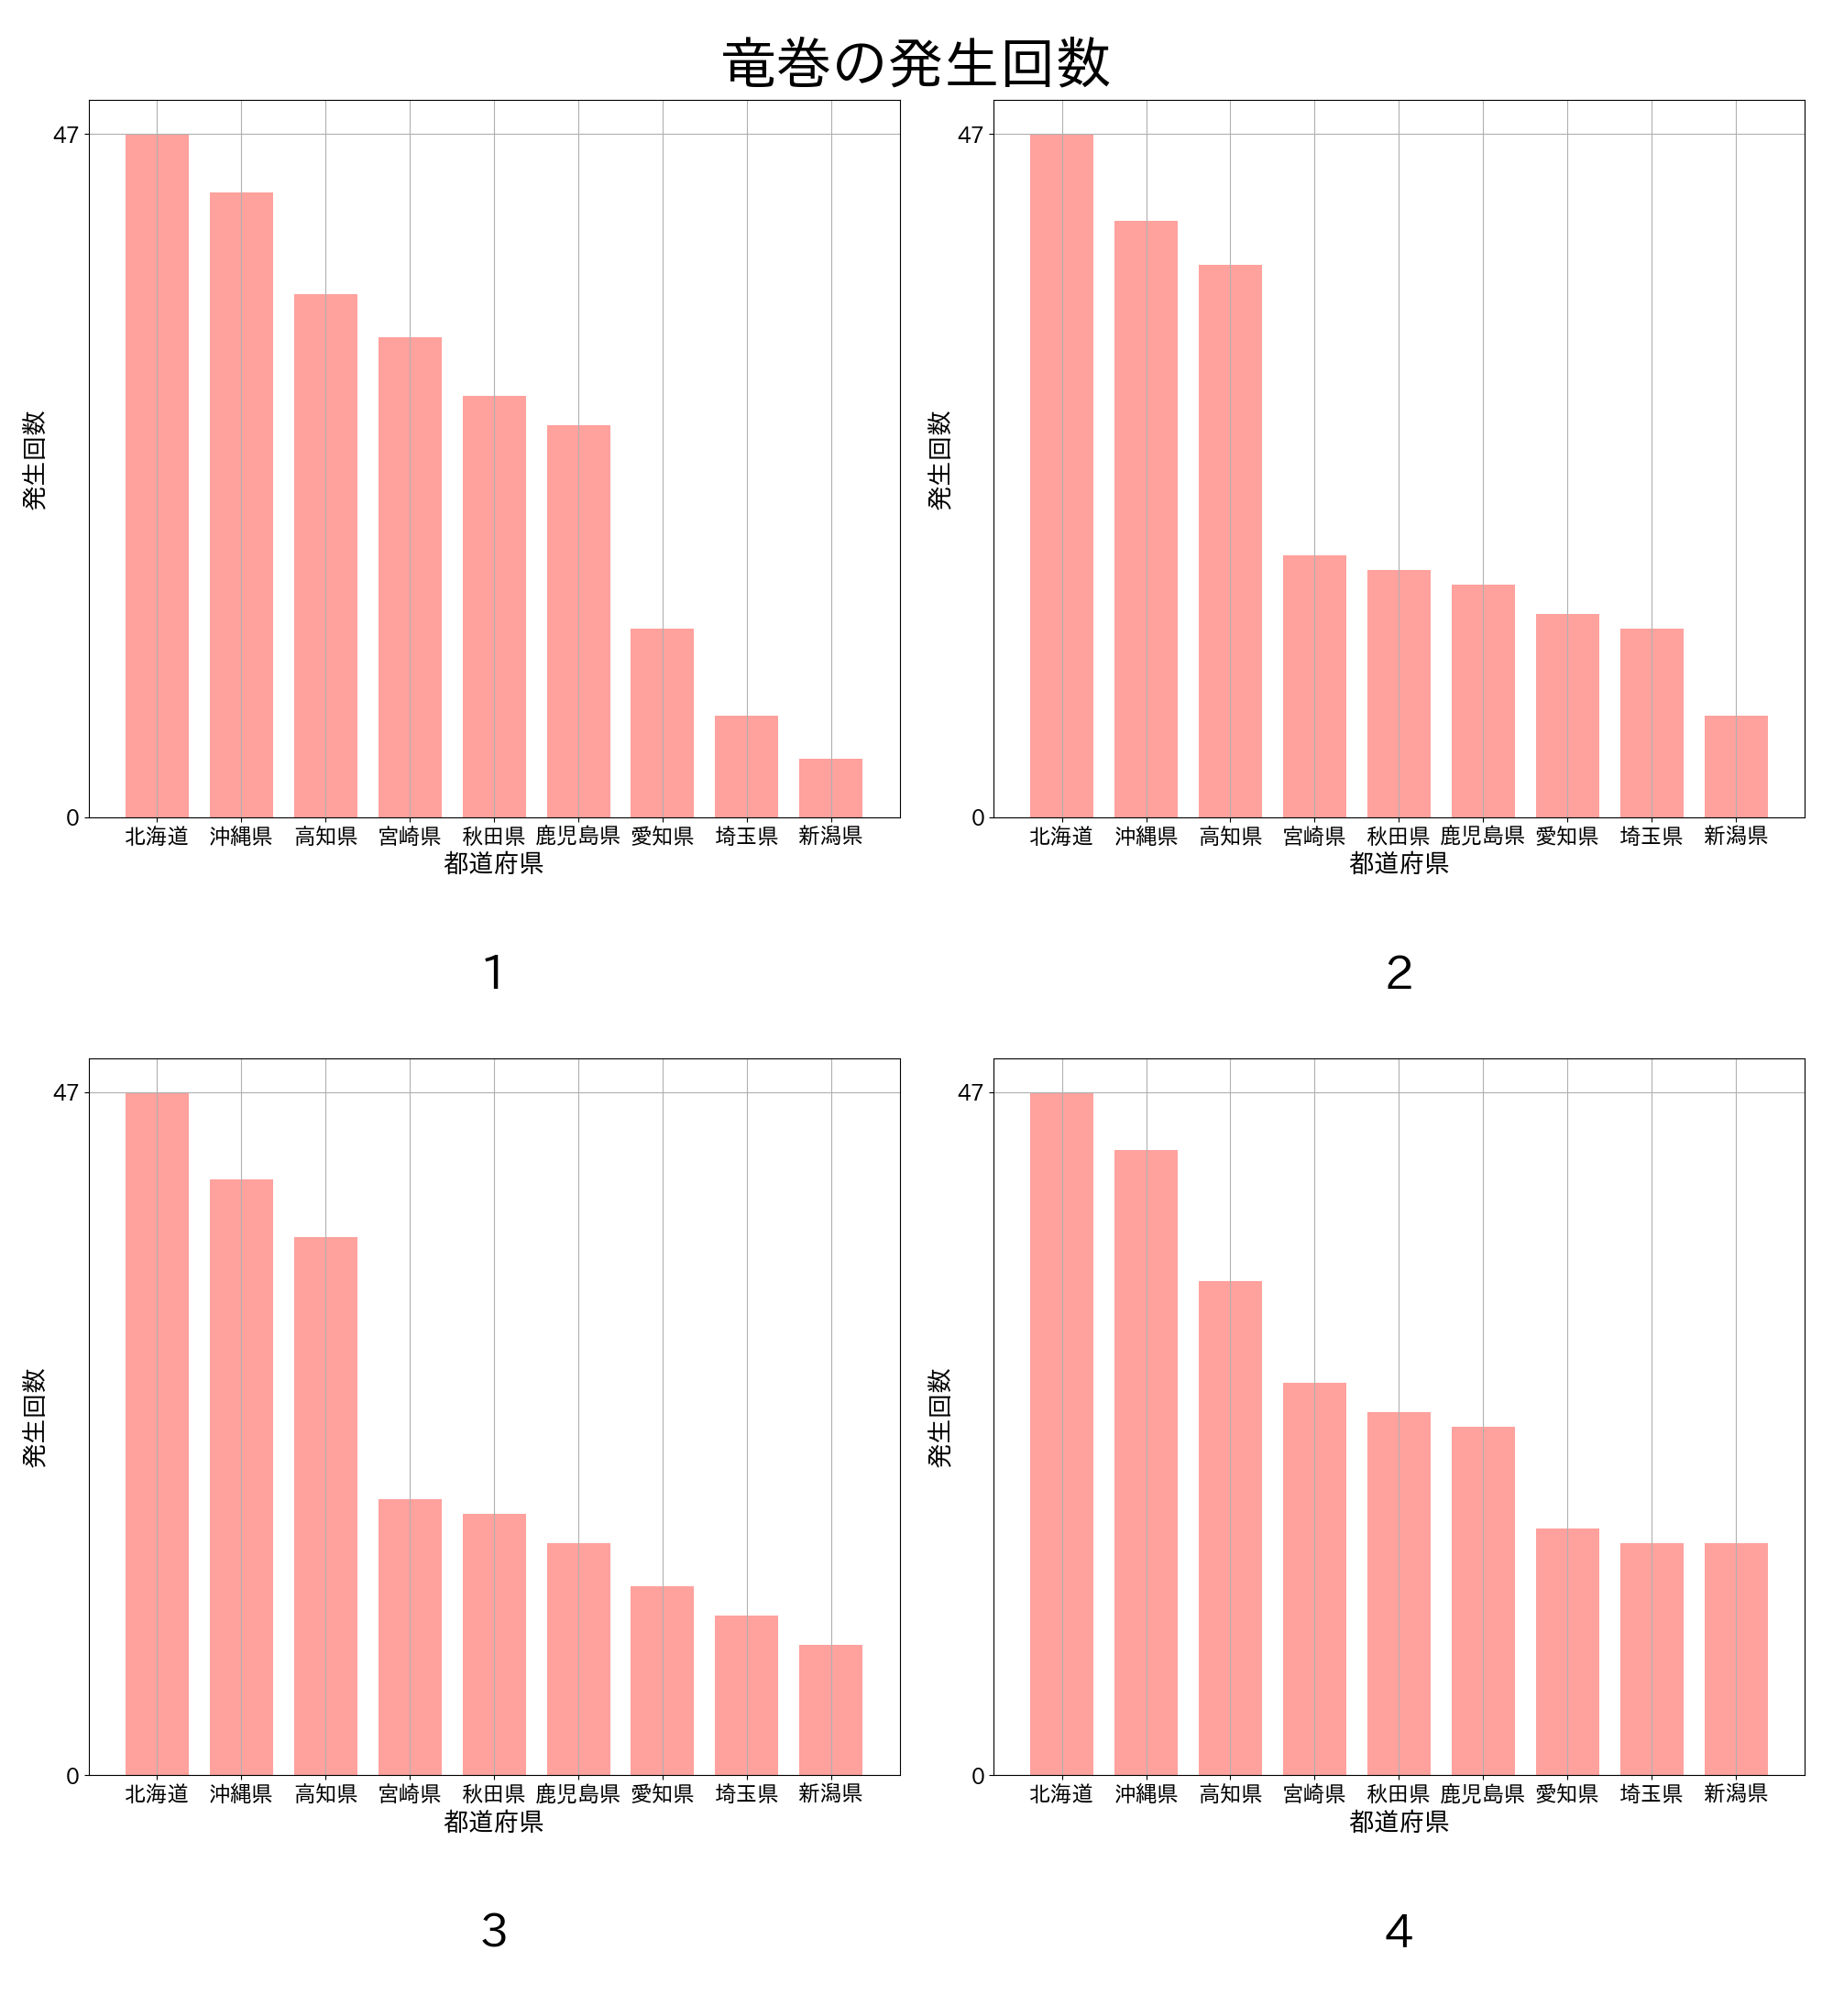 竜巻の発生回数
47
0
発生回数
北海道 沖縄県 高知県 宮崎県 秋田県 鹿児島県 愛知県 埼玉県 新潟県
都道府県
1
47
0
発生回数
北海道 沖縄県 高知県 宮崎県 秋田県 鹿児島県 愛知県 埼玉県 新潟県
都道府県
2
47
0
発生回数
北海道 沖縄県 高知県 宮崎県 秋田県 鹿児島県 愛知県 埼玉県 新潟県
都道府県
3
47
0
発生回数
北海道 沖縄県 高知県 宮崎県 秋田県 鹿児島県 愛知県 埼玉県 新潟県
都道府県
4